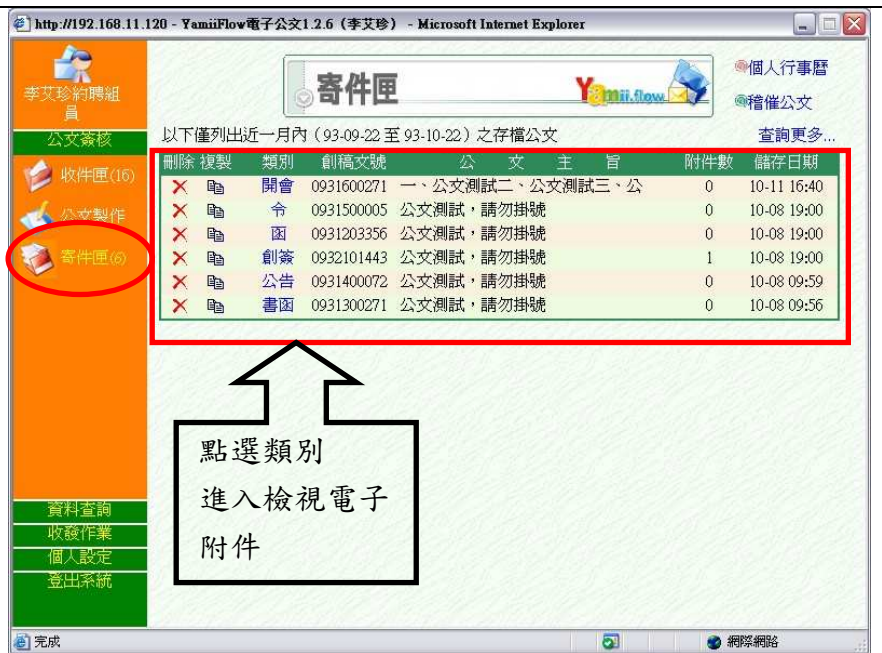 http://192.168.11.120 - YamiiFlow電子公文1.2.6（李艾珍） - Microsoft Internet Explorer
李艾珍約聘組員
公文簽核
收件匣(16)
公文製作
寄件匣(6)
資料查詢
收發作業
個人設定
登出系統
寄件匣
Yamii.flow
個人行事曆
稽催公文
以下僅列出近一月內（93-09-22 至 93-10-22）之存檔公文
查詢更多...
刪除 複製 類別 創稿文號 公 文 主 旨 附件數 儲存日期
開會 0931600271 一、公文測試二、公文測試三、公 0 10-11 16:40
令 0931500005 公文測試，請勿掛號 0 10-08 19:00
函 0931203356 公文測試，請勿掛號 0 10-08 19:00
創簽 0932101443 公文測試，請勿掛號 1 10-08 19:00
公告 0931400072 公文測試，請勿掛號 0 10-08 09:59
書函 0931300271 公文測試，請勿掛號 0 10-08 09:56
點選類別
進入檢視電子
附件
完成
網際網路